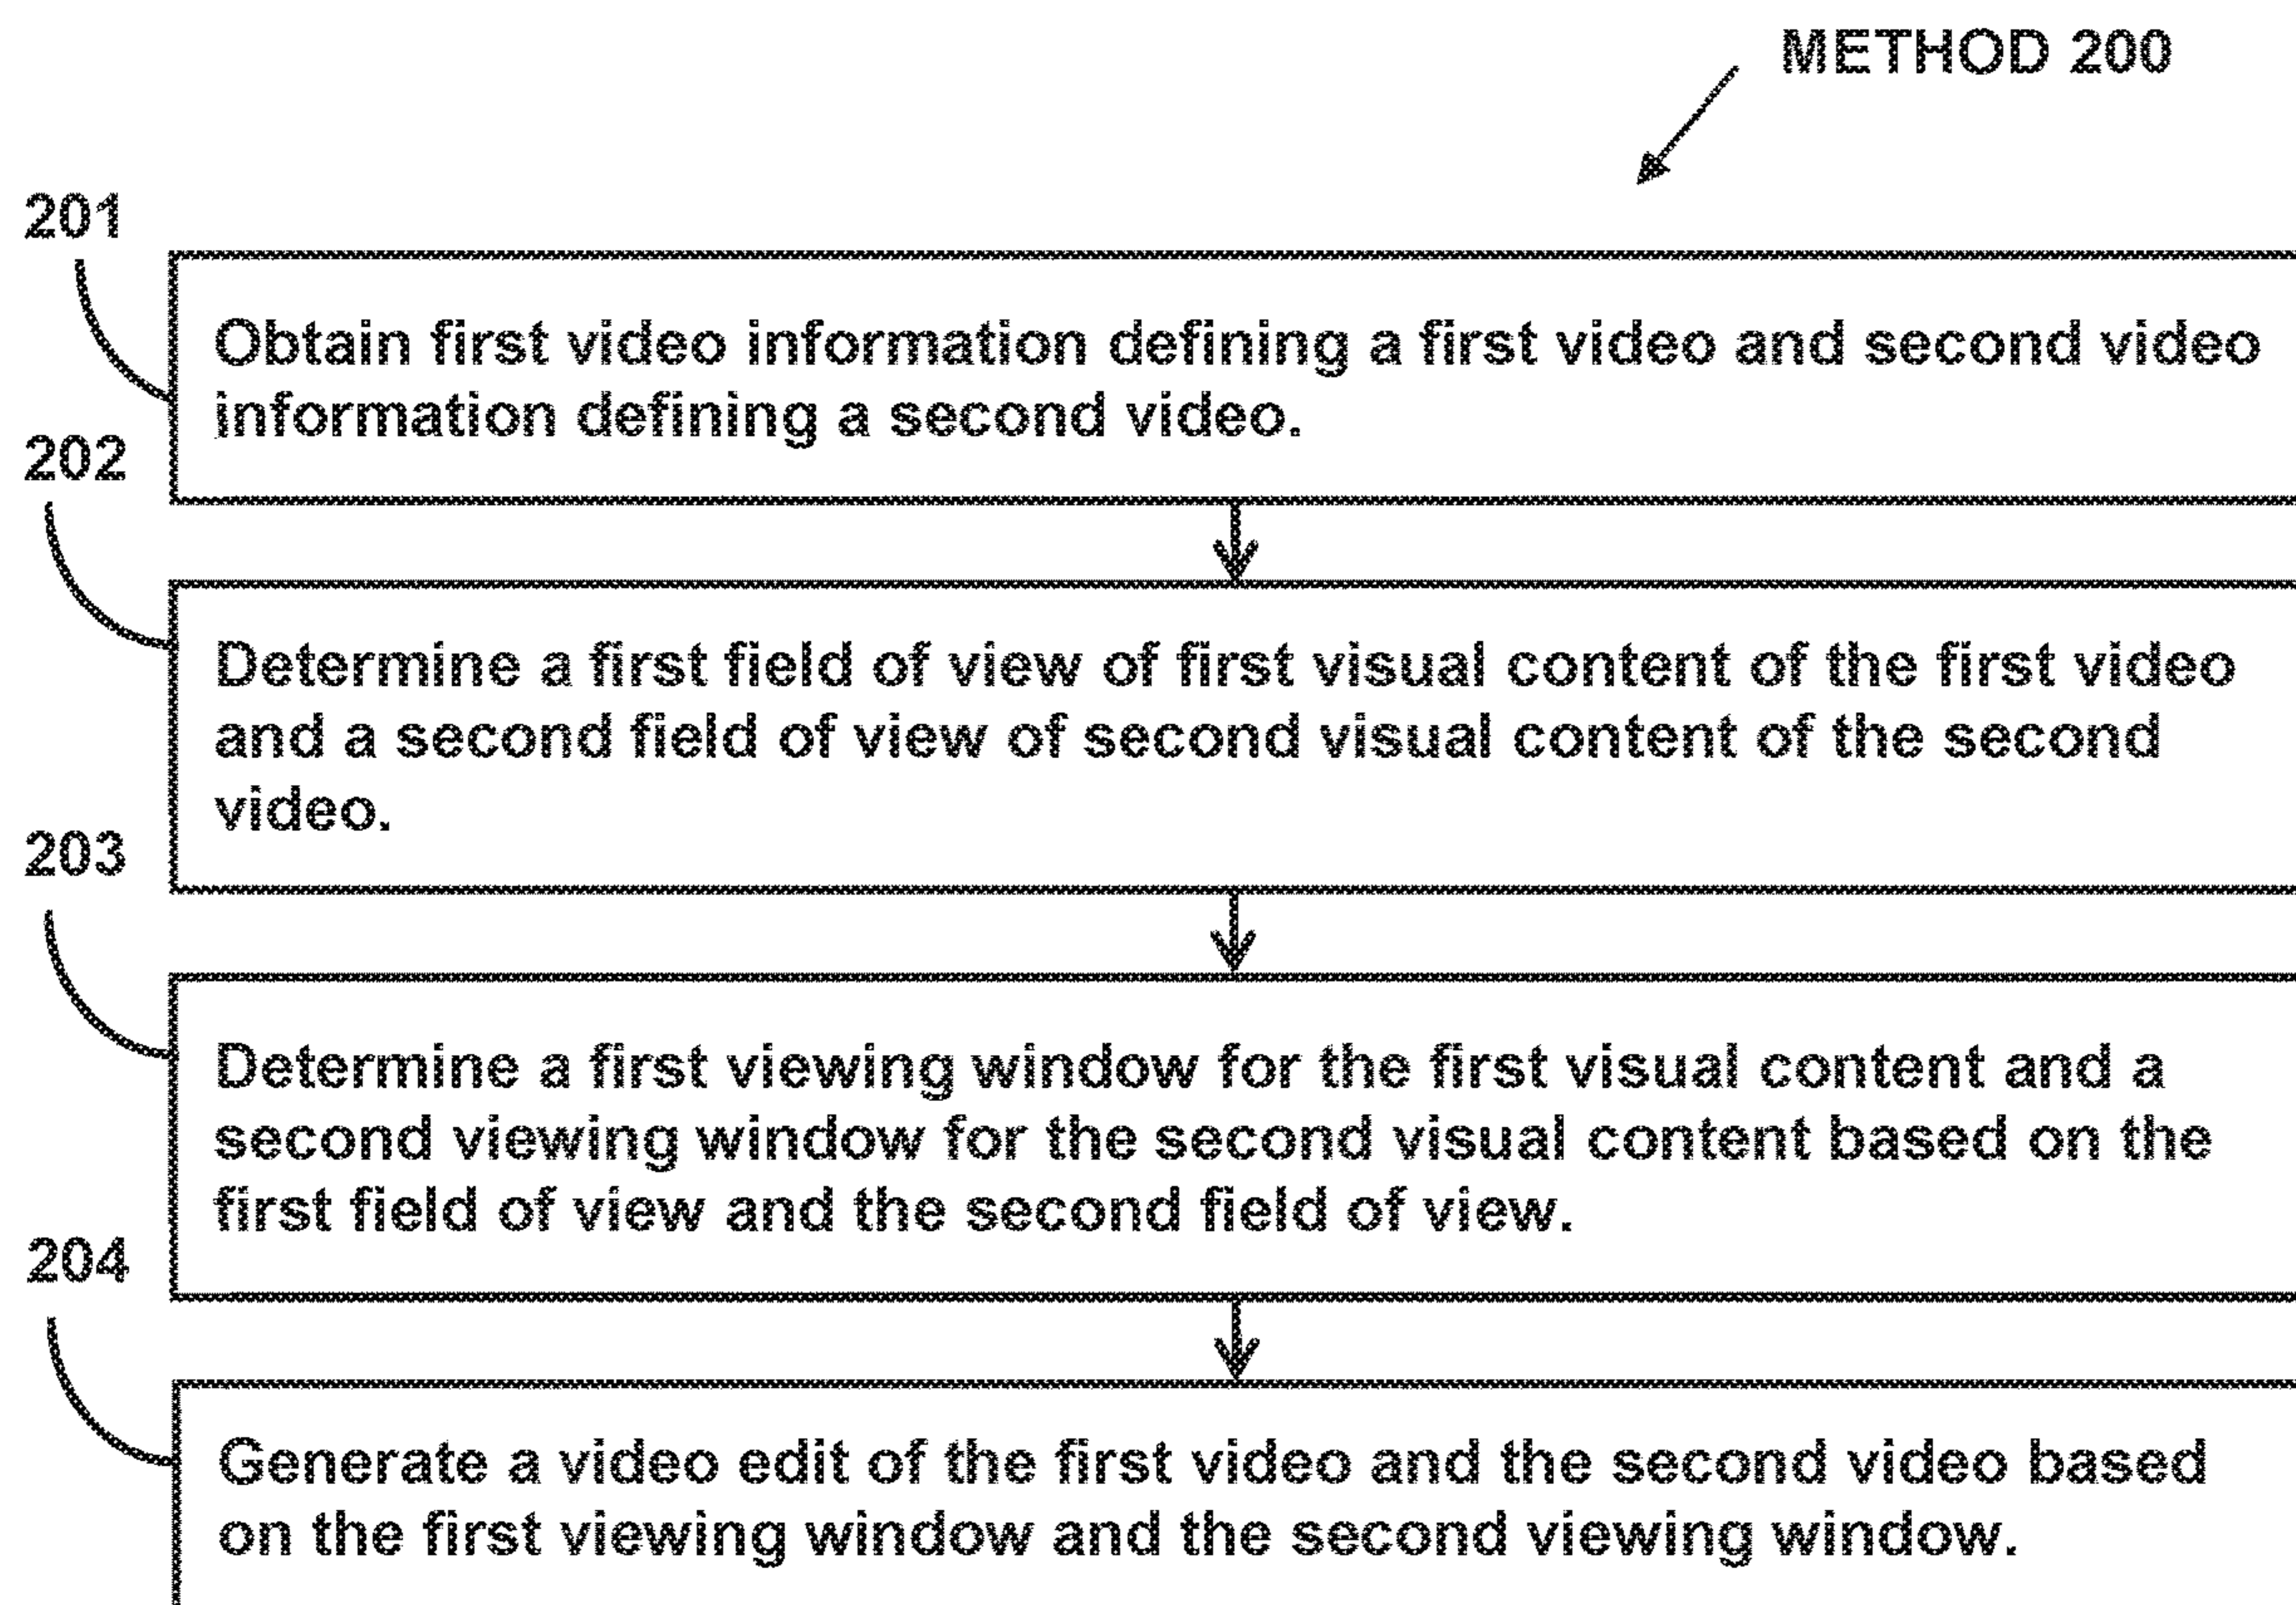 METHOD 200
201
Obtain first video information defining a first video and second video
information defining a second video.
202
Determine a first field of view of first visual content of the first video
and a second field of view of second visual content of the second
video.
203
Determine a first viewing window for the first visual content and a
second viewing window for the second visual content based on the
first field of view and the second field of view.
204
Generate a video edit of the first video and the second video based
on the first viewing window and the second viewing window.